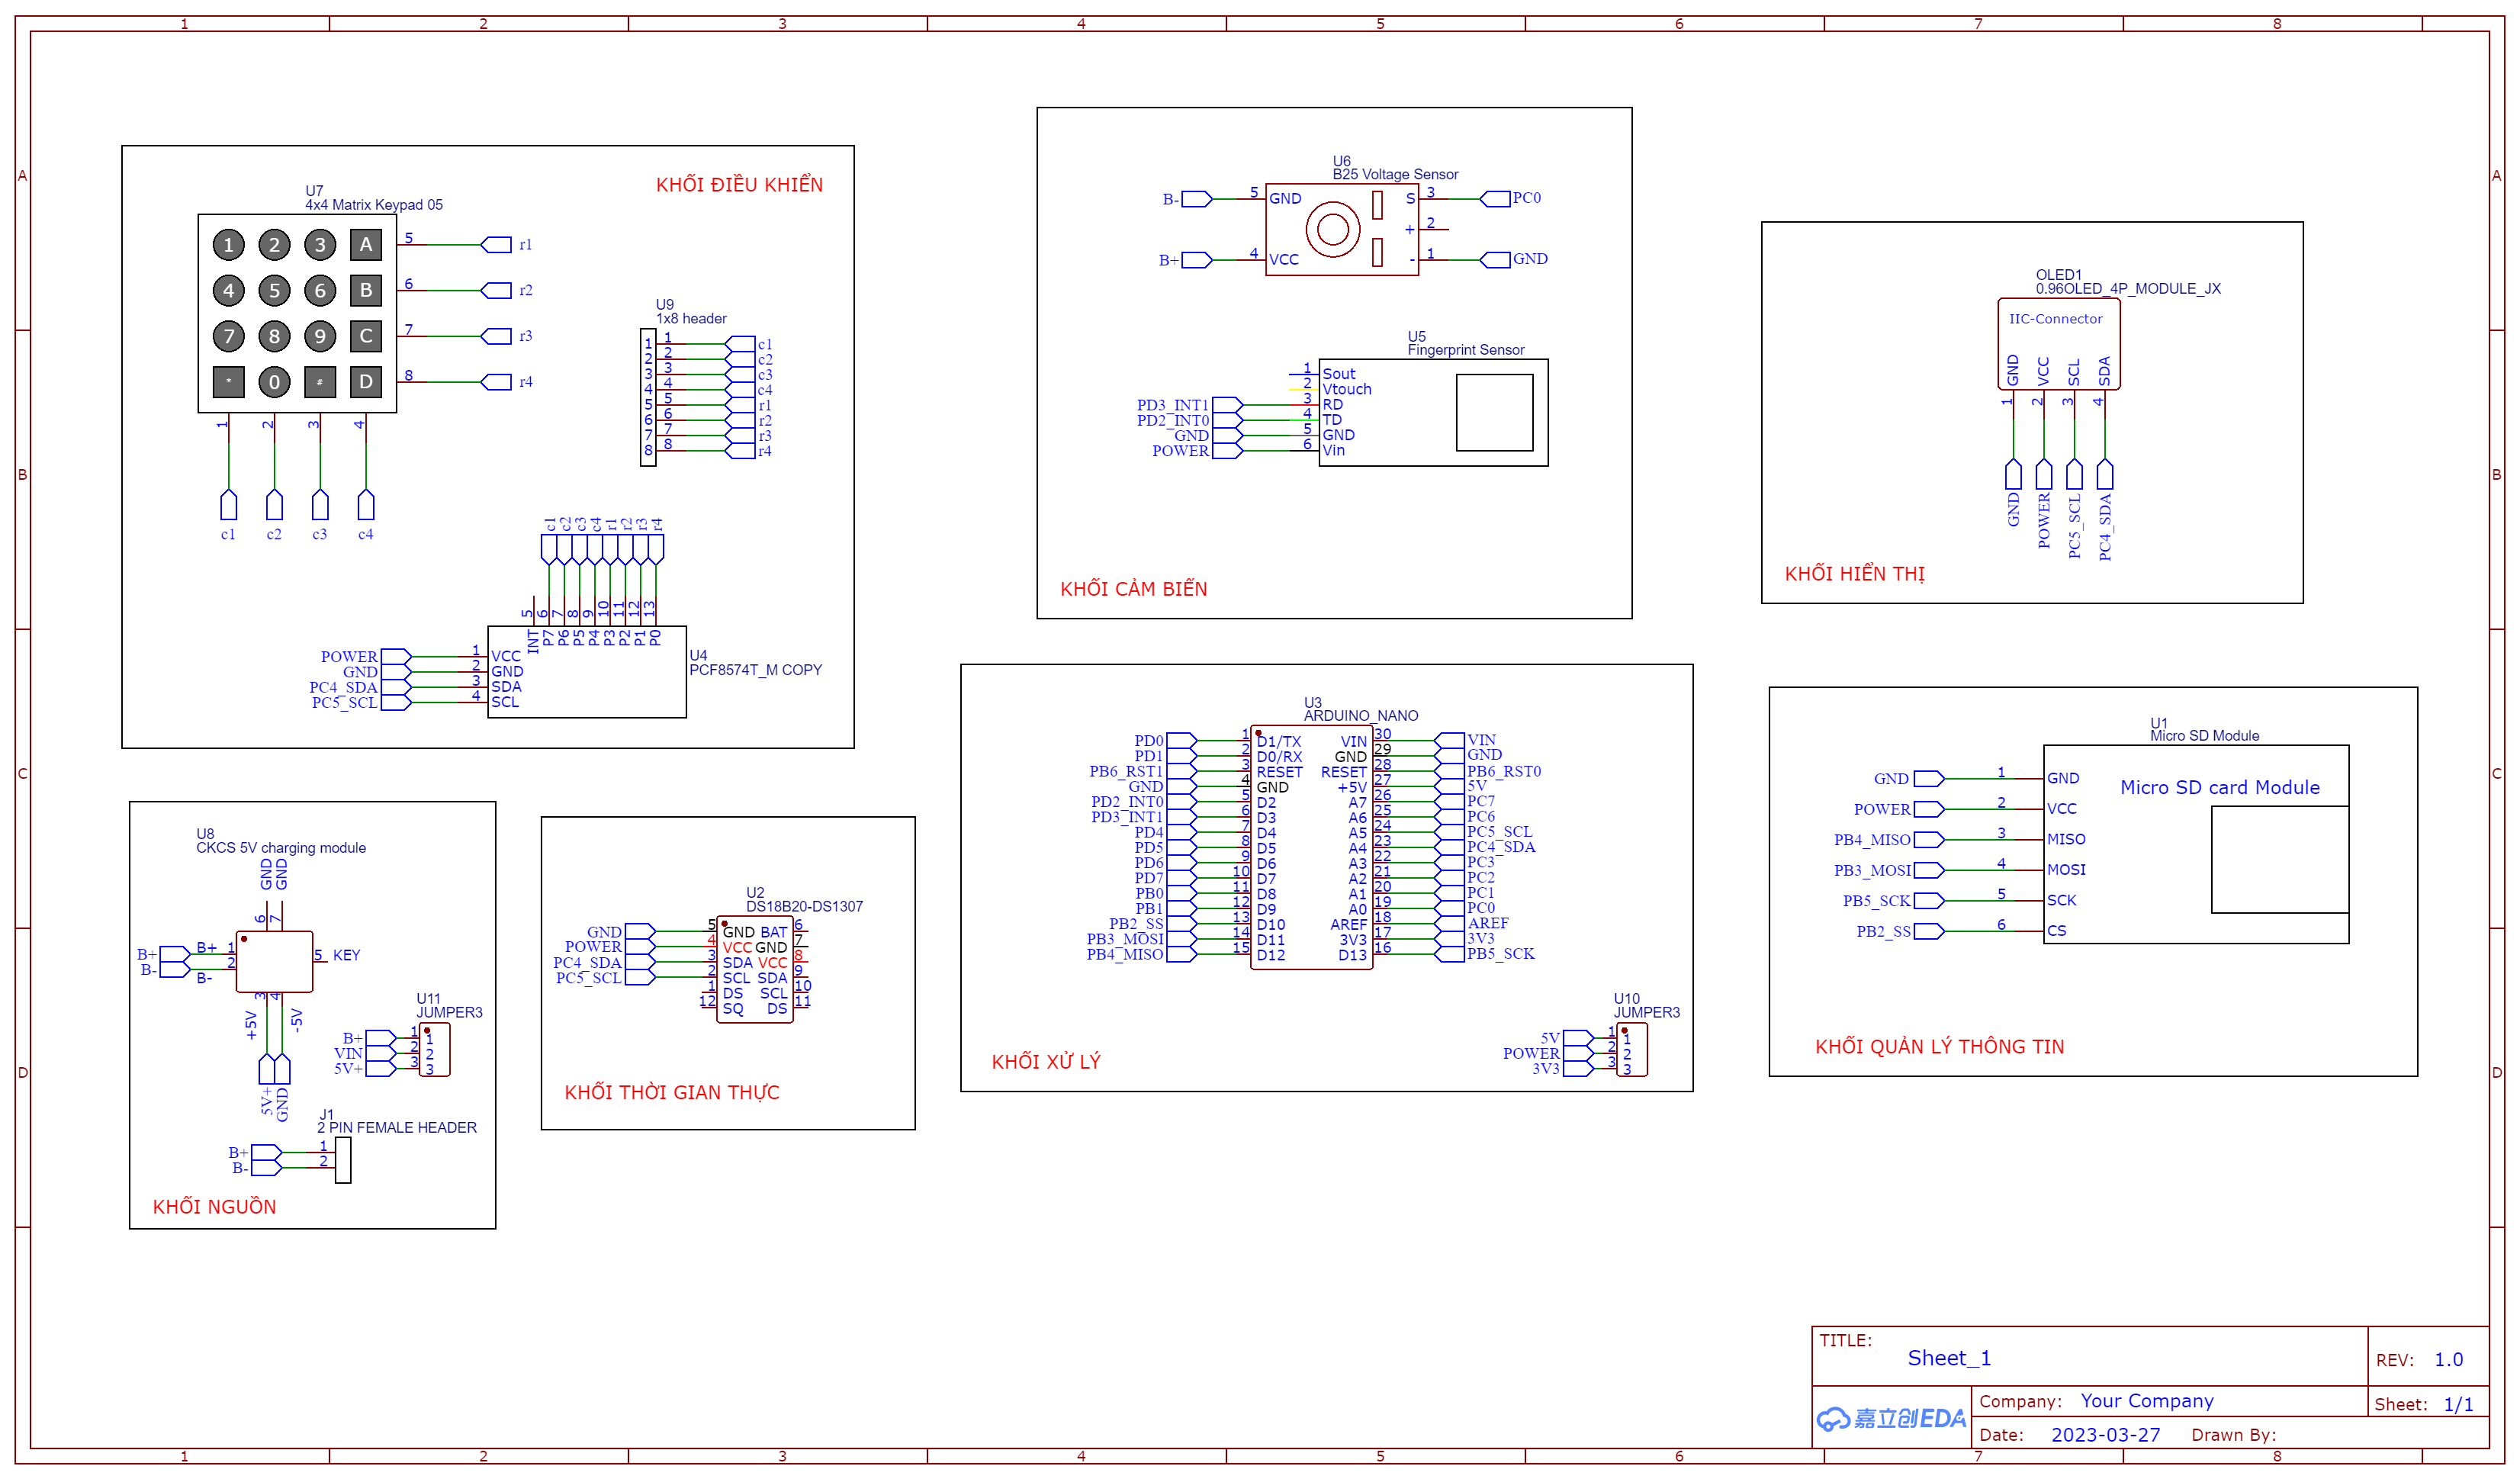 1 2 3 4 5 6 7 8
A
B
C
D
A
B
C
D
KHỐI ĐIỀU KHIỂN
U7
4x4 Matrix Keypad 05
1 2 3 A 5 r1
4 5 6 B 6 r2
7 8 9 C 7 r3
* 0 # D 8 r4
1 2 3 4
c1 c2 c3 c4
U9
1x8 header
1 1 c1
2 2 c2
3 3 c3
4 4 c4
5 5 r1
6 6 r2
7 7 r3
8 8 r4
c1 c2 c3 c4 r1 r2 r3 r4
5 6 7 8 9 10 11 12 13
INT P7 P6 P5 P4 P3 P2 P1 P0
U4
PCF8574T_M COPY
POWER 1 VCC
GND 2 GND
PC4_SDA 3 SDA
PC5_SCL 4 SCL
U6
B25 Voltage Sensor
B- 5 GND S 3 PC0
+ 2
B+ 4 VCC - 1 GND
U5
Fingerprint Sensor
1 Sout
2 Vtouch
PD3_INT1 3 RD
PD2_INT0 4 TD
GND 5 GND
POWER 6 Vin
KHỐI CẢM BIẾN
OLED1
0.96OLED_4P_MODULE_JX
IIC-Connector
GND VCC SCL SDA
1 2 3 4
GND POWER PC5_SCL PC4_SDA
KHỐI HIỂN THỊ
U8
CKCS 5V charging module
GND GND
6 7
B+ B+ 1
B- B- 2
5 KEY
3 4
+5V -5V
5V+ GND
U11
JUMPER3
B+ 1 1
VIN 2 2
5V+ 3 3
J1
2 PIN FEMALE HEADER
B+ 1
B- 2
KHỐI NGUỒN
U2
DS18B20-DS1307
GND 5 GND BAT 6
POWER 4 VCC GND 7
PC4_SDA 3 SDA VCC 8
PC5_SCL 2 SCL SDA 9
1 DS SCL 10
12 SQ DS 11
KHỐI THỜI GIAN THỰC
U3
ARDUINO_NANO
PD0 1 D1/TX VIN 30 VIN
PD1 2 D0/RX GND 29 GND
PB6_RST1 3 RESET RESET 28 PB6_RST0
GND 4 GND +5V 27 5V
PD2_INT0 5 D2 A7 26 PC7
PD3_INT1 6 D3 A6 25 PC6
PD4 7 D4 A5 24 PC5_SCL
PD5 8 D5 A4 23 PC4_SDA
PD6 9 D6 A3 22 PC3
PD7 10 D7 A2 21 PC2
PB0 11 D8 A1 20 PC1
PB1 12 D9 A0 19 PC0
PB2_SS 13 D10 AREF 18 AREF
PB3_MOSI 14 D11 3V3 17 3V3
PB4_MISO 15 D12 D13 16 PB5_SCK
U10
JUMPER3
5V 1 1
POWER 2 2
3V3 3 3
KHỐI XỬ LÝ
U1
Micro SD Module
Micro SD card Module
GND 1 GND
POWER 2 VCC
PB4_MISO 3 MISO
PB3_MOSI 4 MOSI
PB5_SCK 5 SCK
PB2_SS 6 CS
KHỐI QUẢN LÝ THÔNG TIN
TITLE:
Sheet_1
REV: 1.0
嘉立创EDA
Company: Your Company
Sheet: 1/1
Date: 2023-03-27 Drawn By:
1 2 3 4 5 6 7 8